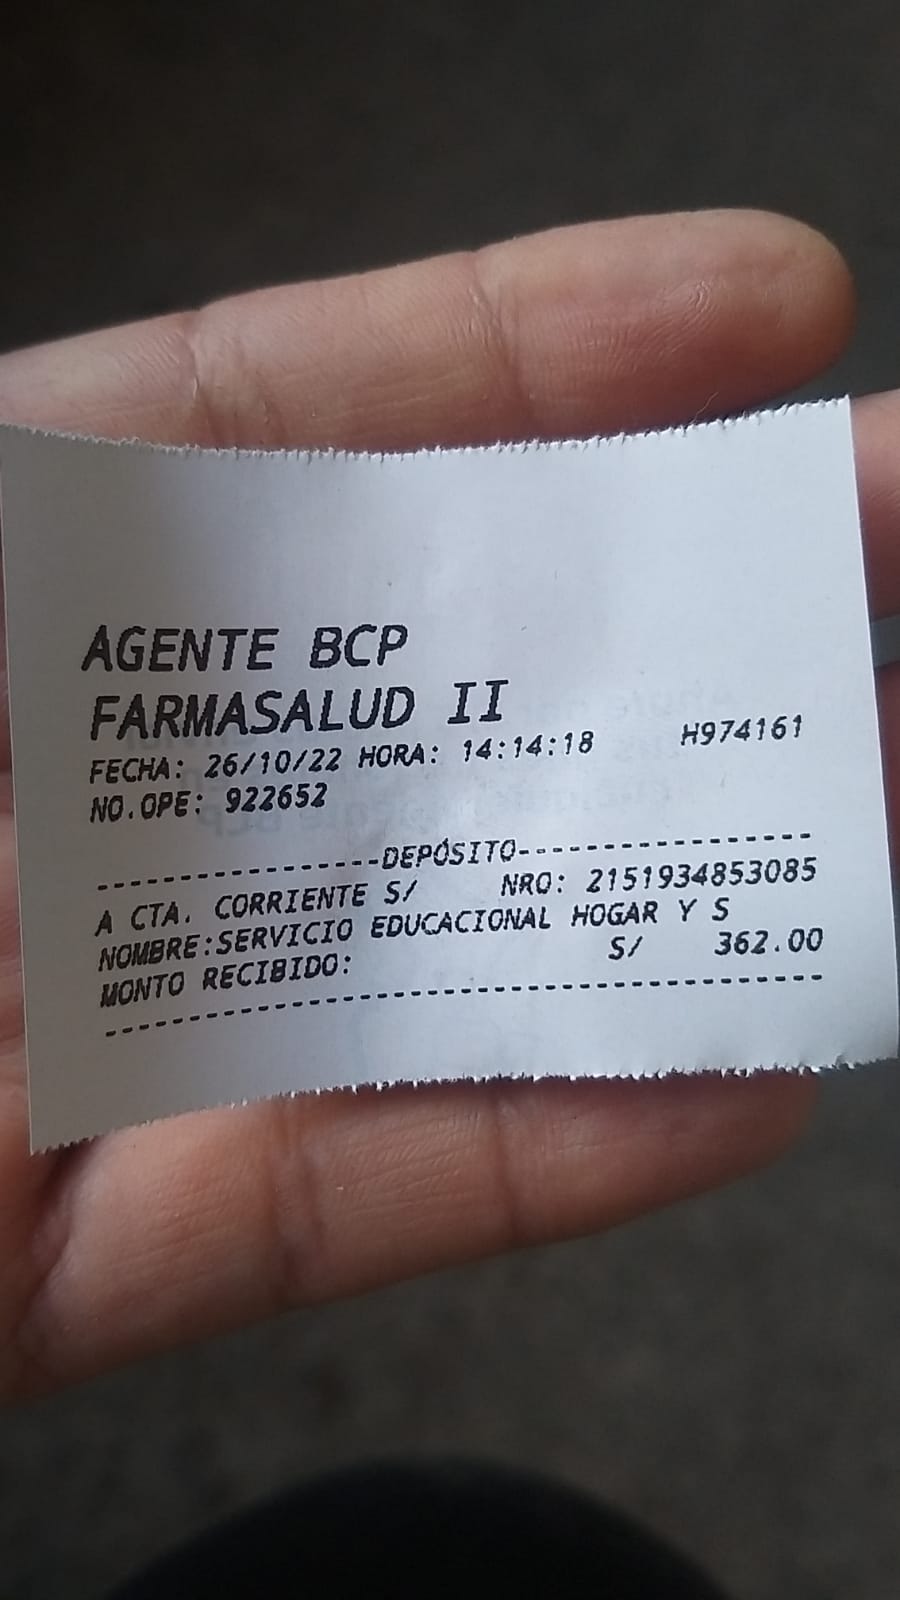 AGENTE BCP
FARMASALUD II
FECHA: 26/10/22 HORA: 14:14:18 H974161
NO.OPE: 922652
-----------------DEPÓSITO-----------------
A CTA. CORRIENTE S/ NRO: 2151934853085
NOMBRE:SERVICIO EDUCACIONAL HOGAR Y S
MONTO RECIBIDO: S/ 362.00
------------------------------------------